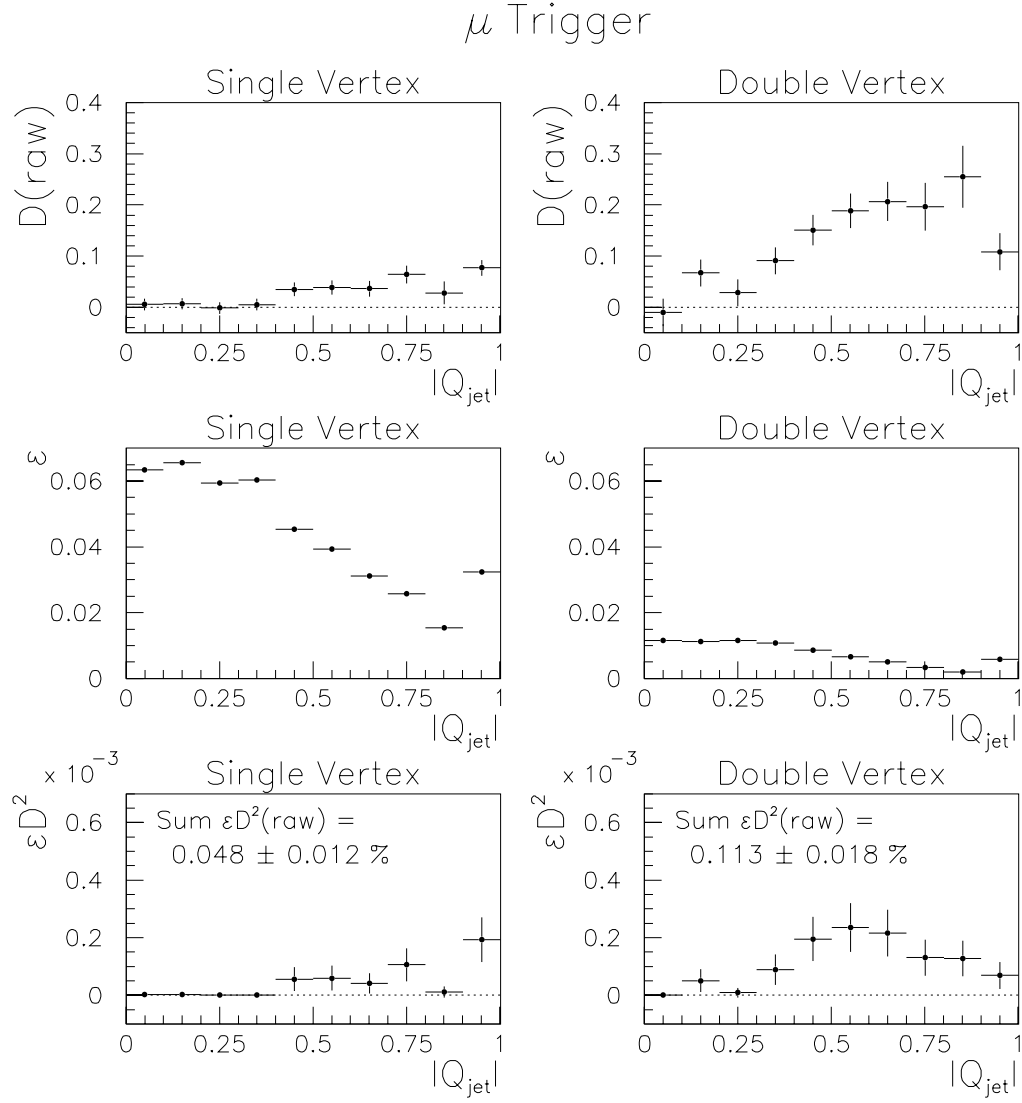 μ Trigger
Single Vertex
D(raw)
0.4
0.3
0.2
0.1
0
0 0.25 0.5 0.75 1
|Q_jet|
Double Vertex
D(raw)
0.4
0.3
0.2
0.1
0
0 0.25 0.5 0.75 1
|Q_jet|
Single Vertex
ε
0.06
0.04
0.02
0
0 0.25 0.5 0.75 1
|Q_jet|
Double Vertex
ε
0.06
0.04
0.02
0
0 0.25 0.5 0.75 1
|Q_jet|
× 10⁻³
Single Vertex
εD²
Sum εD²(raw) =
0.048 ± 0.012 %
0.6
0.4
0.2
0
0 0.25 0.5 0.75 1
|Q_jet|
× 10⁻³
Double Vertex
εD²
Sum εD²(raw) =
0.113 ± 0.018 %
0.6
0.4
0.2
0
0 0.25 0.5 0.75 1
|Q_jet|